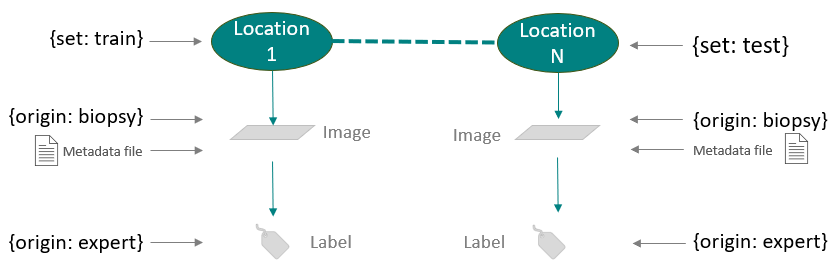 {set: train}
Location
1
Location
N
{set: test}
{origin: biopsy}
Image
Metadata file
Image
{origin: biopsy}
Metadata file
{origin: expert}
Label
Label
{origin: expert}